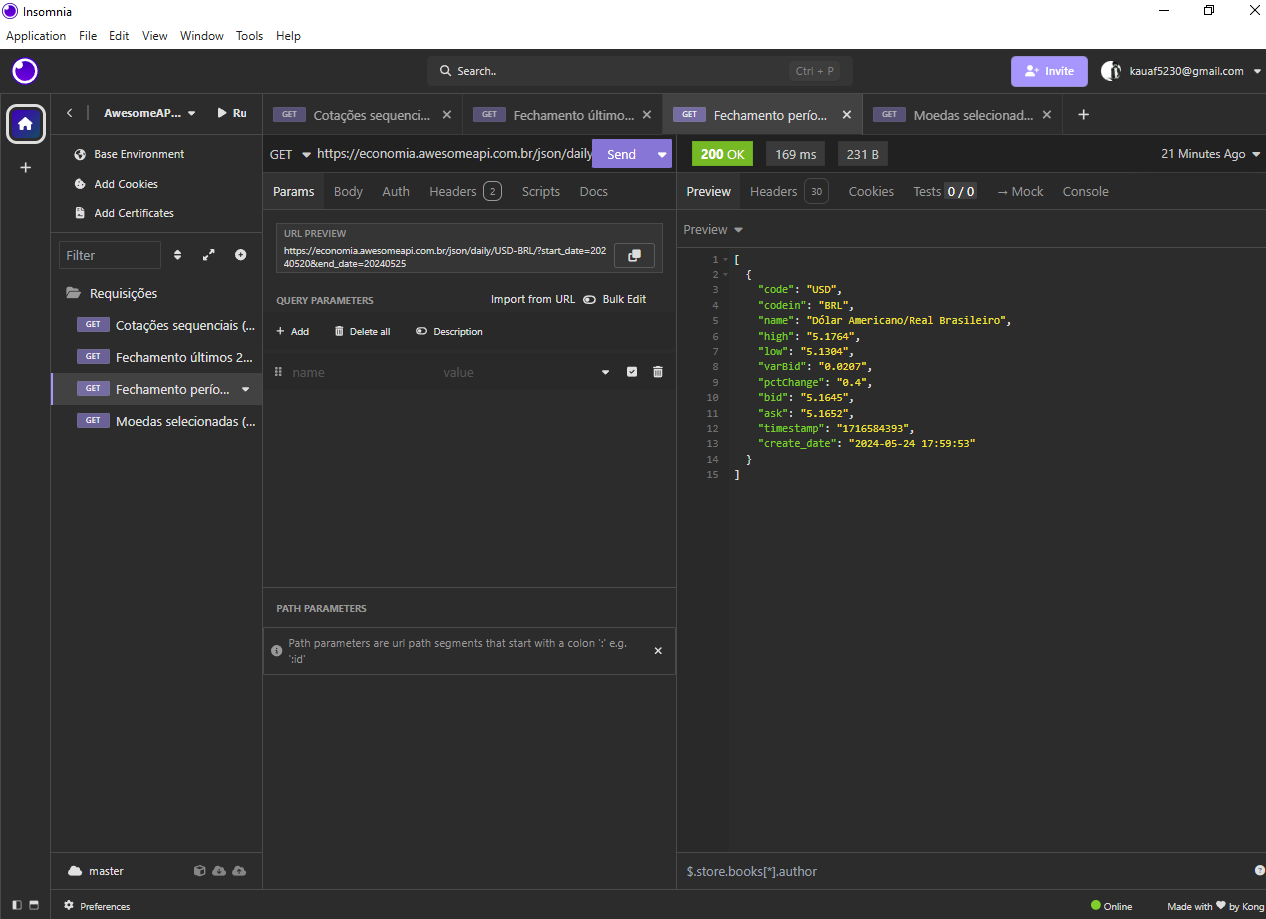 Insomnia
Application File Edit View Window Tools Help
Search.. Ctrl + P
Invite
kauaf5230@gmail.com
AwesomeAP... Ru
GET Cotações sequenci...
GET Fechamento último...
GET Fechamento perío...
GET Moedas selecionad...
Base Environment
Add Cookies
Add Certificates
Filter
Requisições
GET Cotações sequenciais (...
GET Fechamento últimos 2...
GET Fechamento perío...
GET Moedas selecionadas (...
master
Preferences
GET https://economia.awesomeapi.com.br/json/daily Send
Params Body Auth Headers 2 Scripts Docs
URL PREVIEW
https://economia.awesomeapi.com.br/json/daily/USD-BRL/?start_date=202
40520&end_date=20240525
QUERY PARAMETERS Import from URL Bulk Edit
Add Delete all Description
name value
PATH PARAMETERS
Path parameters are url path segments that start with a colon ':' e.g.
':id'
200 OK 169 ms 231 B 21 Minutes Ago
Preview Headers 30 Cookies Tests 0 / 0 → Mock Console
Preview
1 [
2 {
3 "code": "USD",
4 "codein": "BRL",
5 "name": "Dólar Americano/Real Brasileiro",
6 "high": "5.1764",
7 "low": "5.1304",
8 "varBid": "0.0207",
9 "pctChange": "0.4",
10 "bid": "5.1645",
11 "ask": "5.1652",
12 "timestamp": "1716584393",
13 "create_date": "2024-05-24 17:59:53"
14 }
15 ]
$.store.books[*].author
Online Made with ❤ by Kong